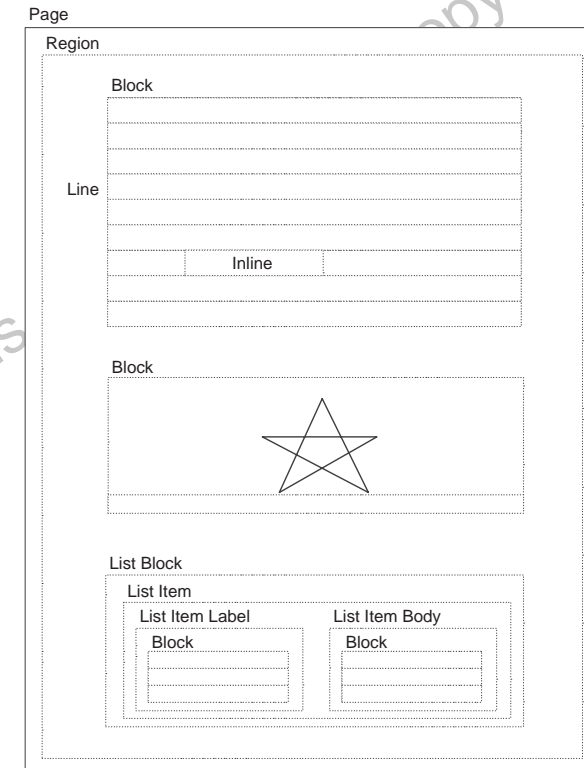 Page
Region
Block
Line
Inline
Block
List Block
List Item
List Item Label List Item Body
Block Block